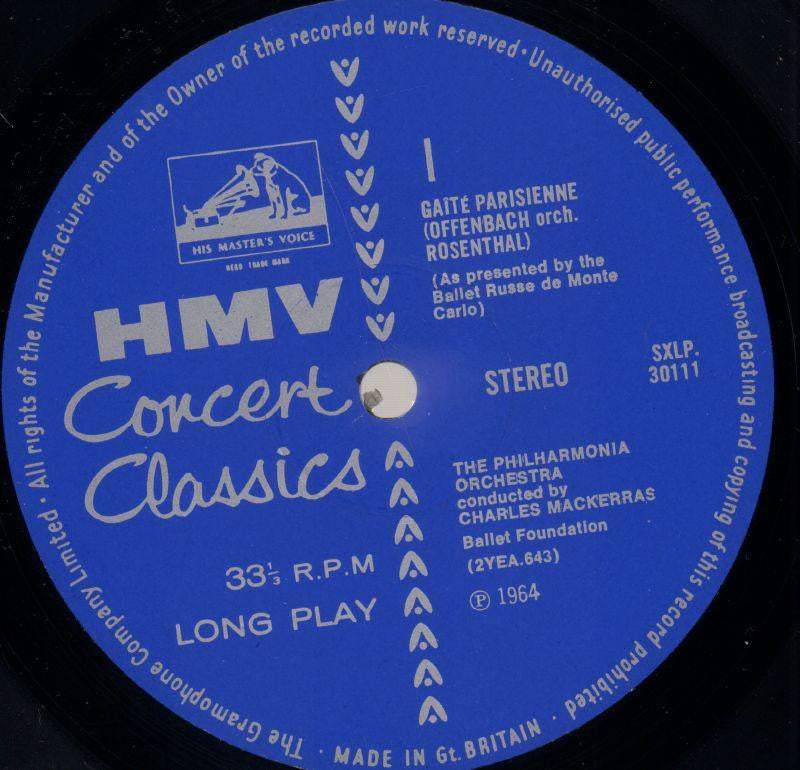 The Gramophone Company Limited · All rights of the Manufacturer and of the Owner of the recorded work reserved · Unauthorised public performance broadcasting and copying of this record prohibited ·
HIS MASTER'S VOICE
REGD TRADE MARK
HMV
Concert
Classics
33⅓ R.P.M
LONG PLAY
I
GAÎTÉ PARISIENNE
(OFFENBACH orch.
ROSENTHAL)
(As presented by the
Ballet Russe de Monte
Carlo)
STEREO
SXLP.
30111
THE PHILHARMONIA
ORCHESTRA
conducted by
CHARLES MACKERRAS
Ballet Foundation
(2YEA.643)
Ⓟ 1964
· MADE IN Gt. BRITAIN ·